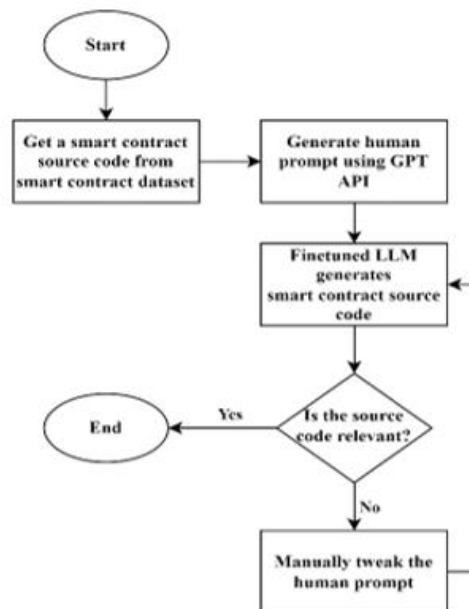 Start
Get a smart contract
source code from
smart contract dataset
Generate human
prompt using GPT
API
Finetuned LLM
generates
smart contract source
code
Is the source
code relevant?
Yes
End
No
Manually tweak the
human prompt